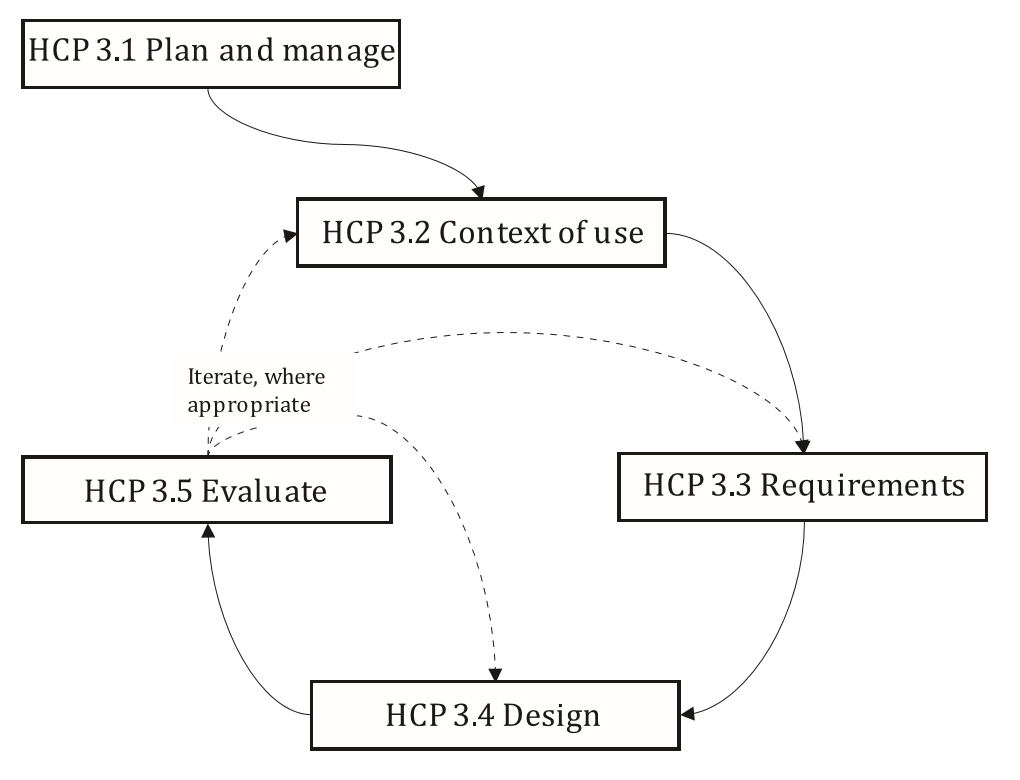 HCP 3.1 Plan and manage
HCP 3.2 Context of use
Iterate, where
appropriate
HCP 3.5 Evaluate
HCP 3.3 Requirements
HCP 3.4 Design